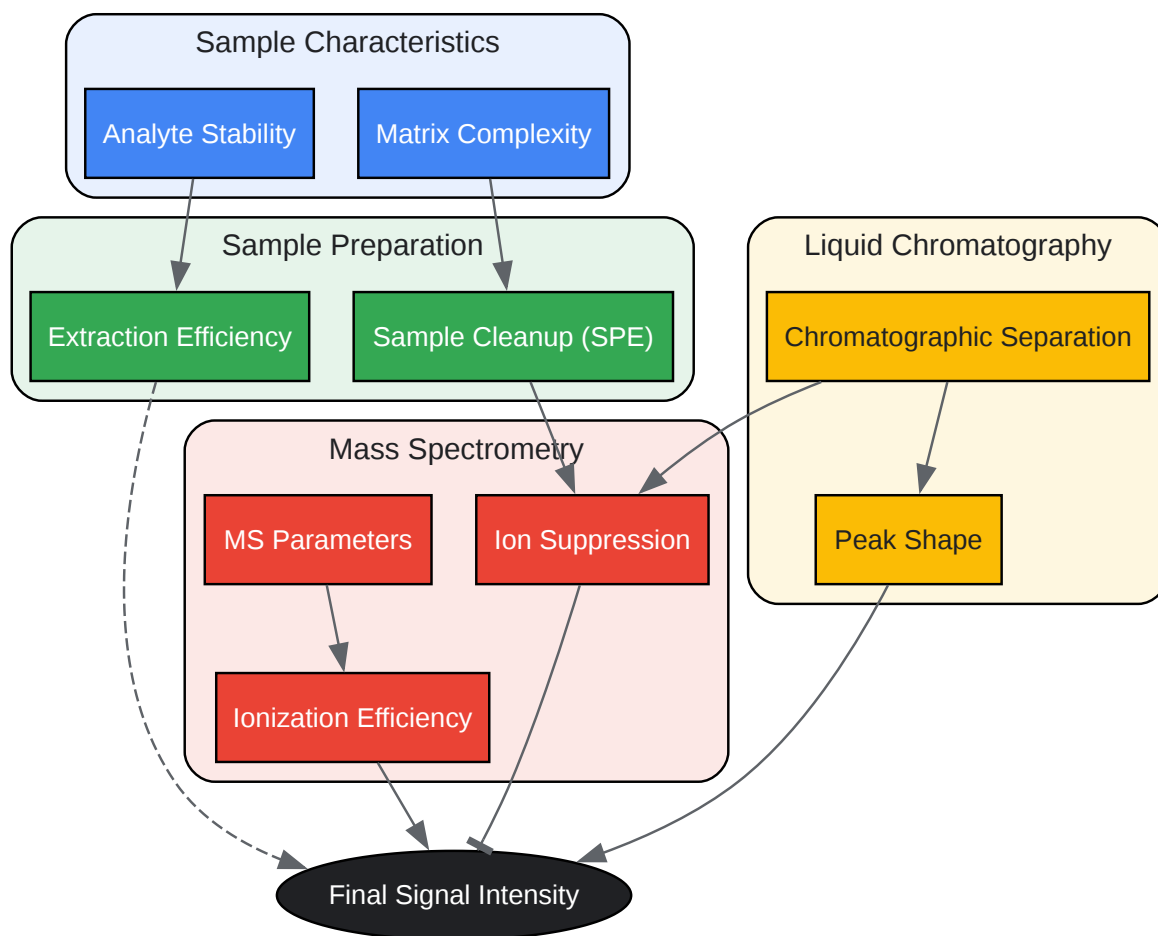 Sample Characteristics
Analyte Stability
Matrix Complexity
Sample Preparation
Liquid Chromatography
Extraction Efficiency
Sample Cleanup (SPE)
Chromatographic Separation
Mass Spectrometry
MS Parameters
Ion Suppression
Peak Shape
Ionization Efficiency
Final Signal Intensity